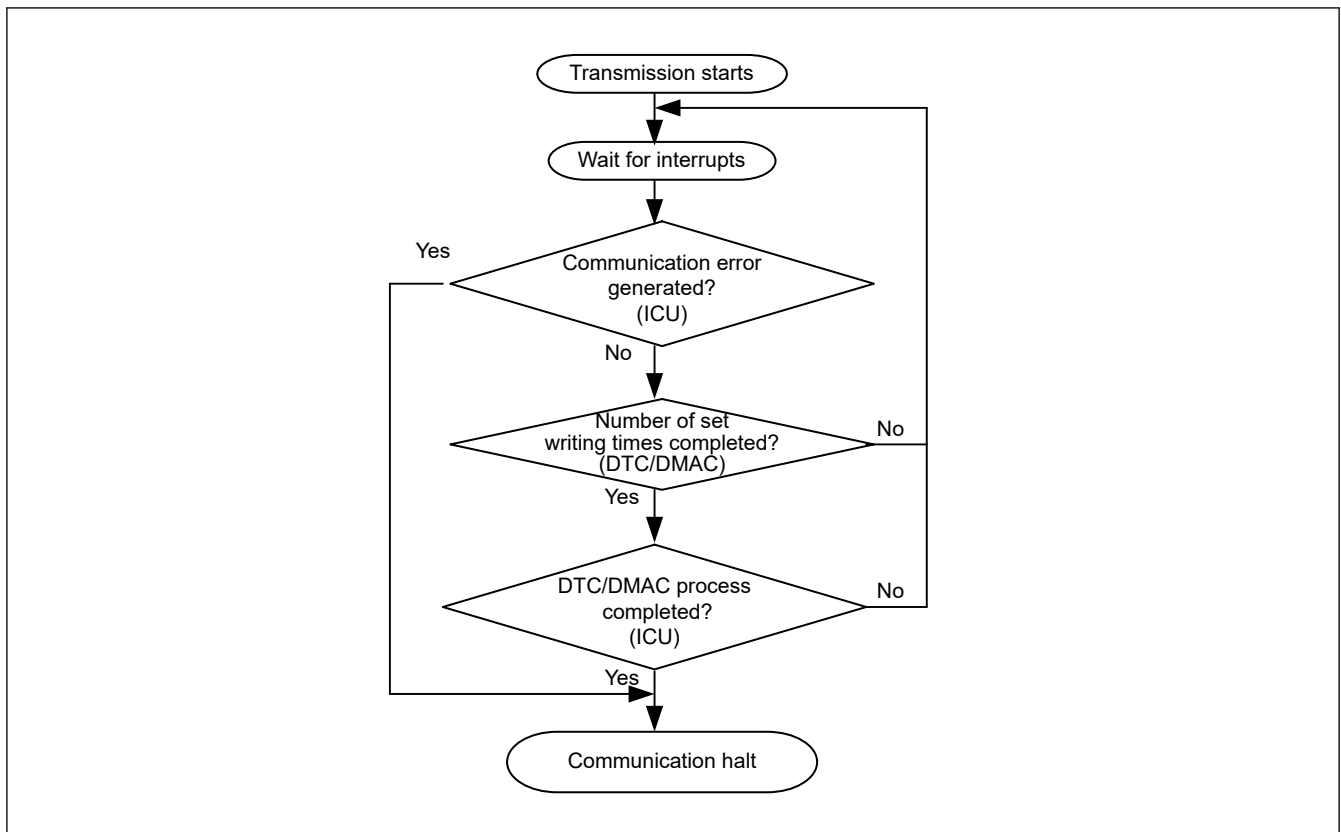 Transmission starts
Wait for interrupts
Yes
Communication error
generated?
(ICU)
No
Number of set
writing times completed?
(DTC/DMAC)
No
Yes
DTC/DMAC process
completed?
(ICU)
No
Yes
Communication halt